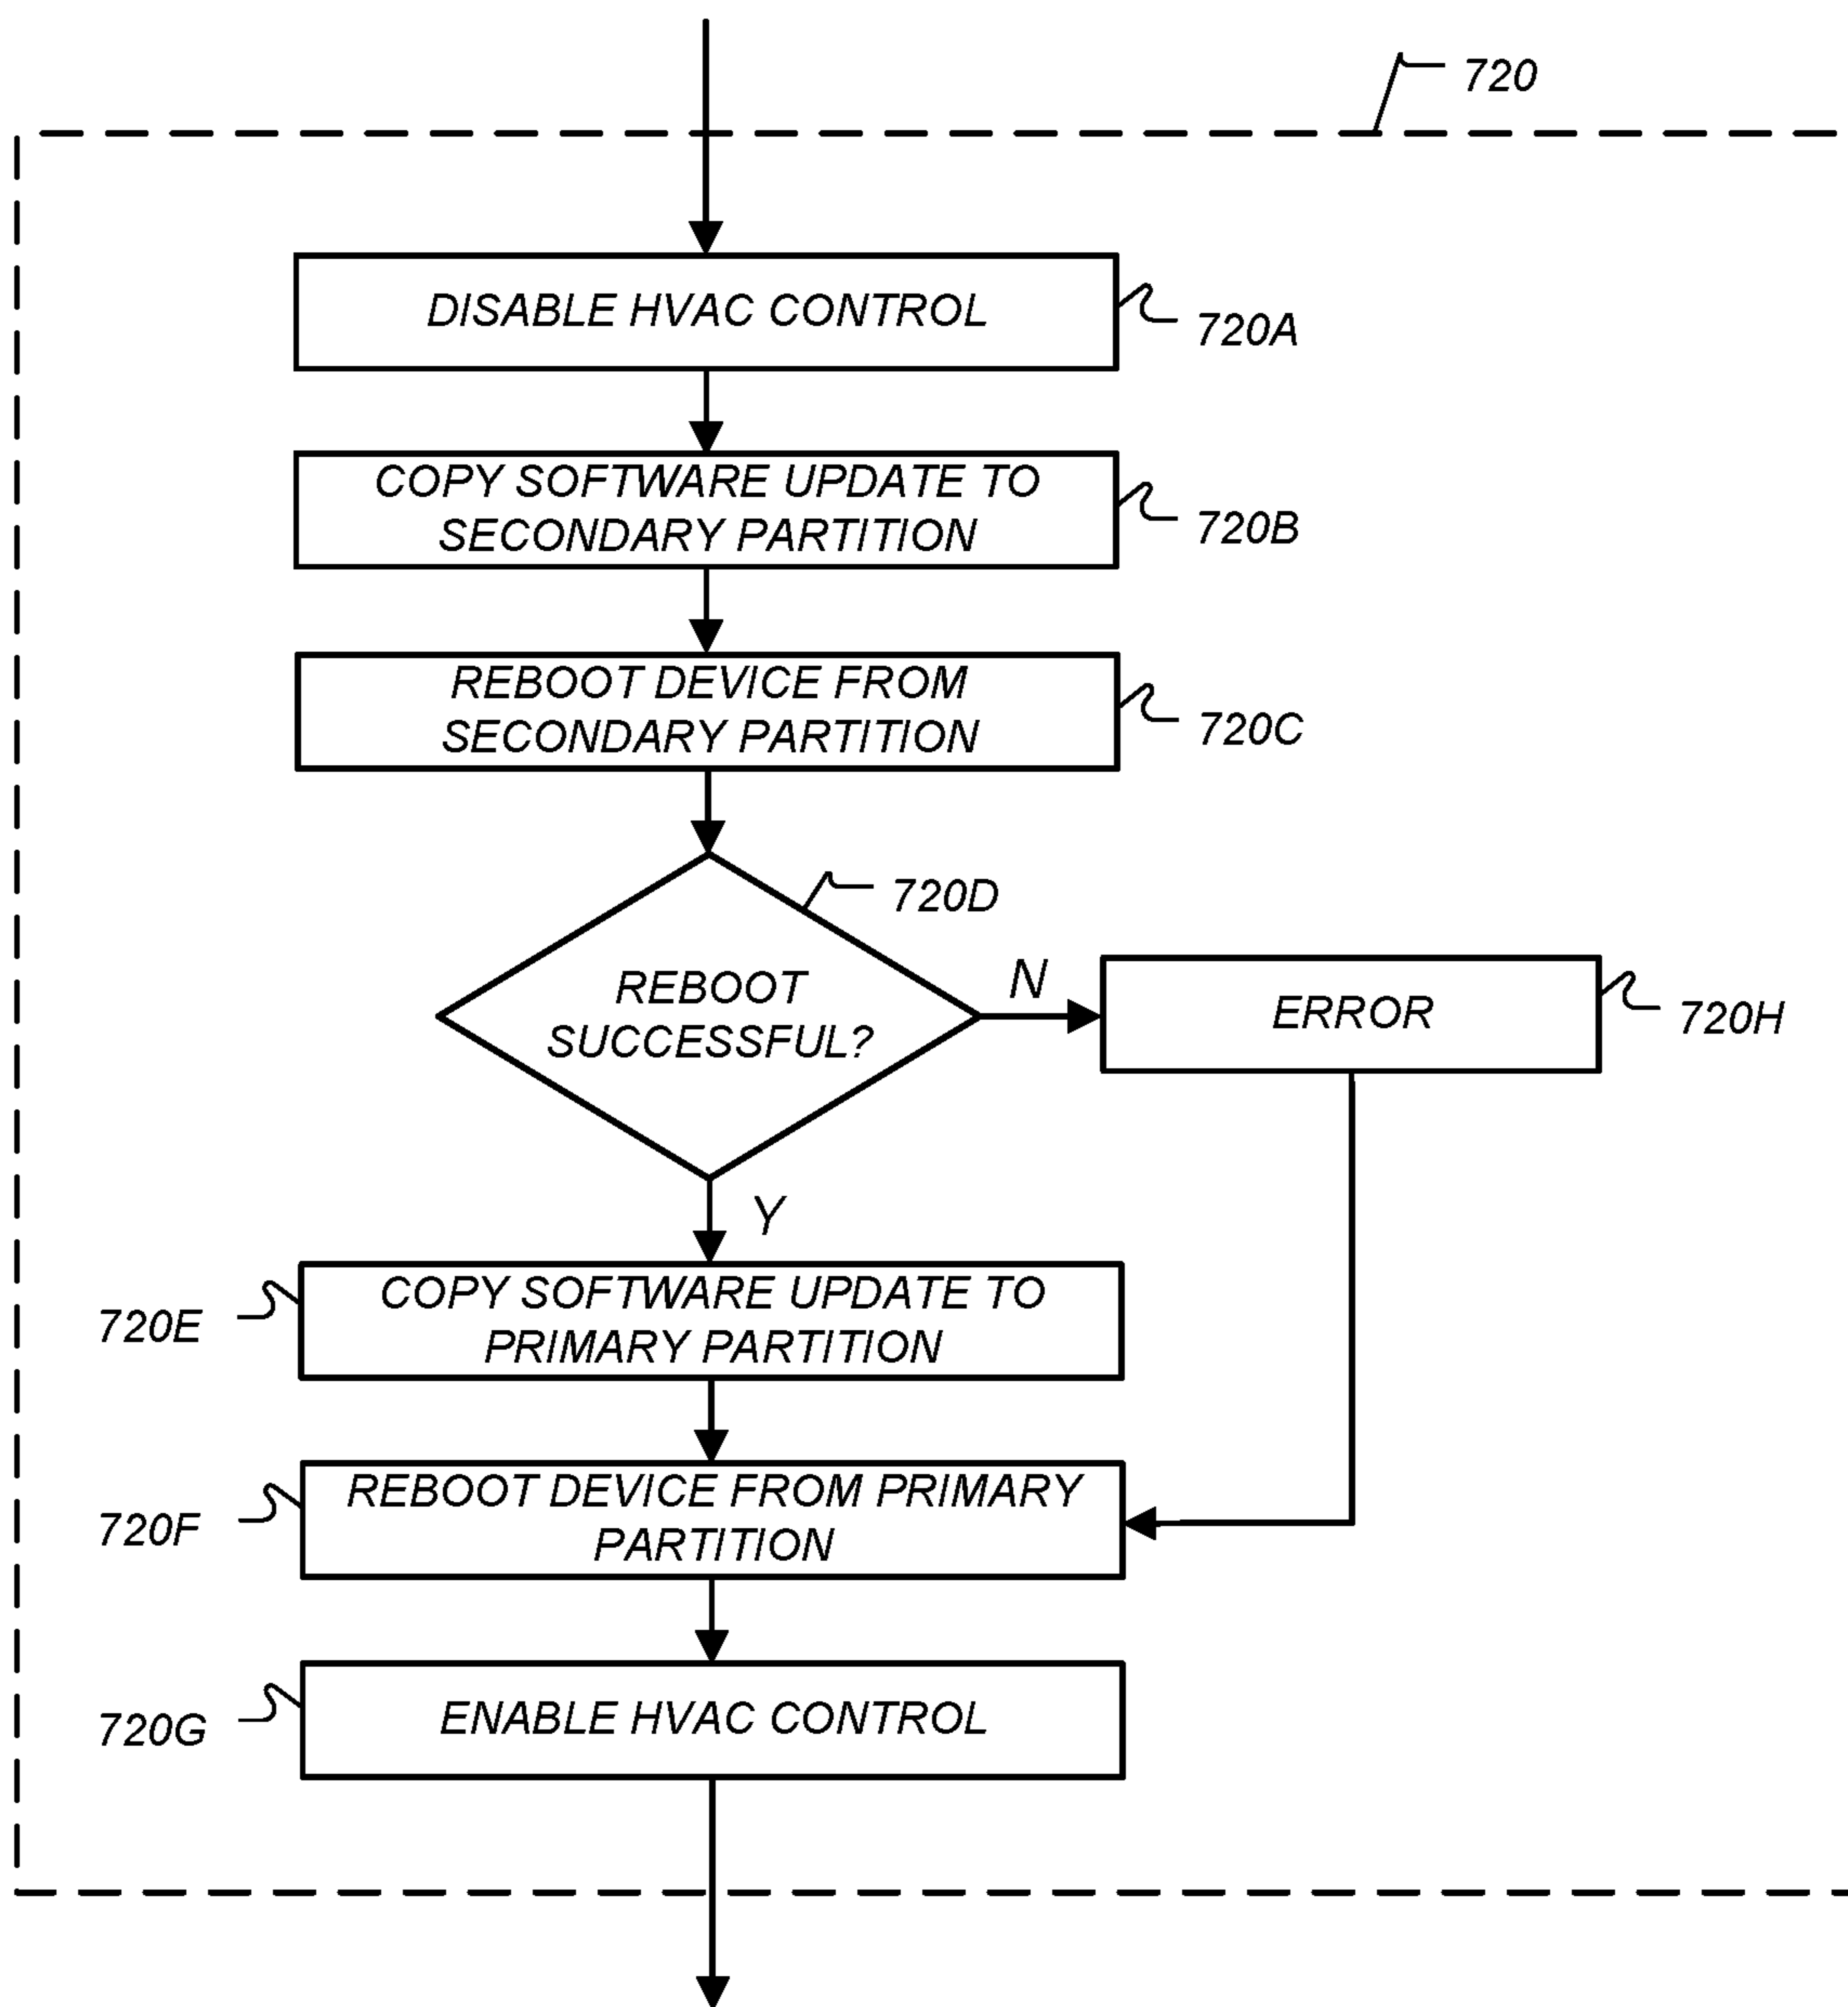 720
DISABLE HVAC CONTROL
720A
COPY SOFTWARE UPDATE TO
SECONDARY PARTITION
720B
REBOOT DEVICE FROM
SECONDARY PARTITION
720C
720D
REBOOT
SUCCESSFUL?
N
ERROR
720H
Y
COPY SOFTWARE UPDATE TO
PRIMARY PARTITION
720E
REBOOT DEVICE FROM PRIMARY
PARTITION
720F
ENABLE HVAC CONTROL
720G